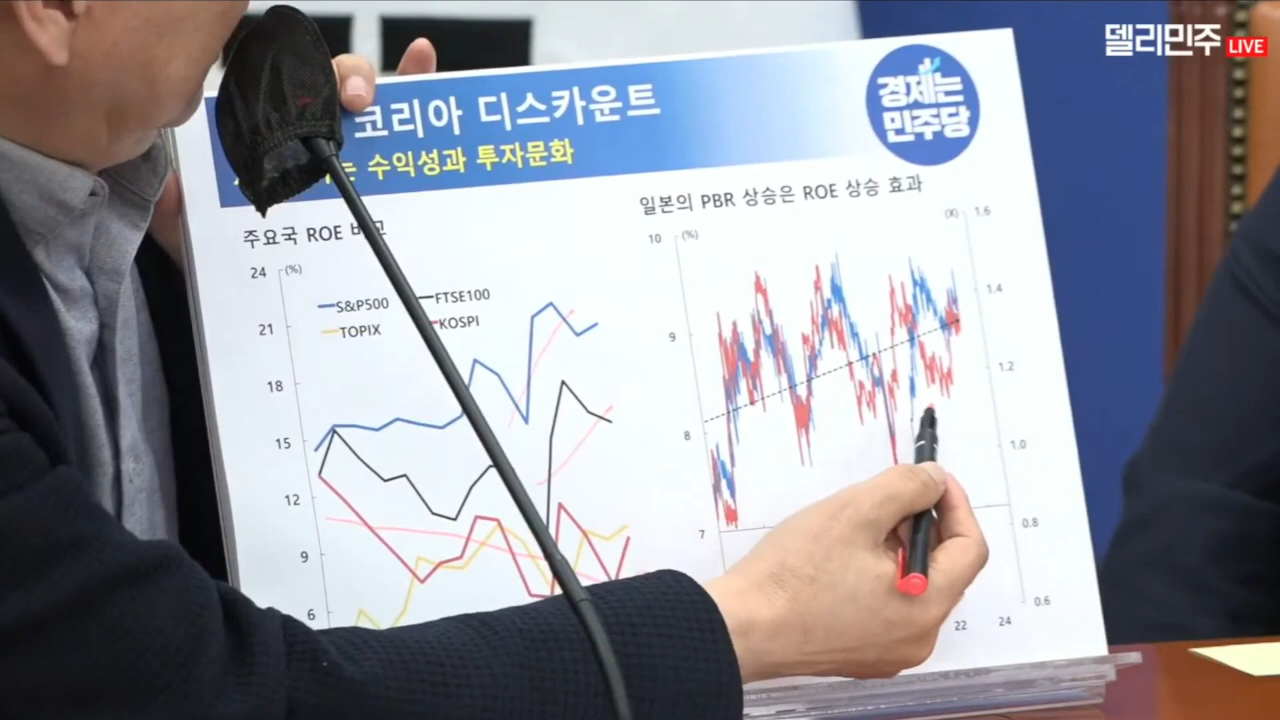 델리민주 LIVE
코리아 디스카운트
수익성과 투자문화
경제는
민주당
주요국 ROE
24 (%)
S&P500
FTSE100
TOPIX
KOSPI
21
18
15
12
9
6
일본의 PBR 상승은 ROE 상승 효과
10 (%)
(X) 1.6
9
1.4
1.2
8
1.0
7
0.8
0.6
22 24